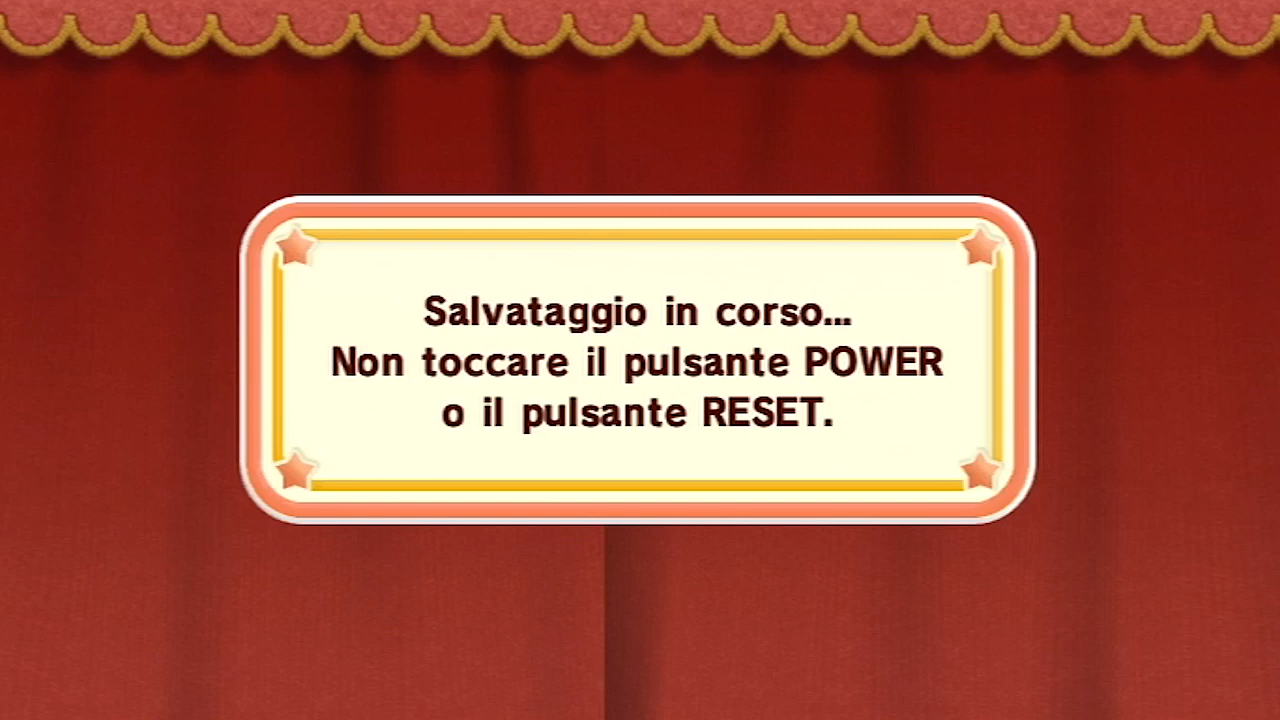 Salvataggio in corso...
Non toccare il pulsante POWER
o il pulsante RESET.